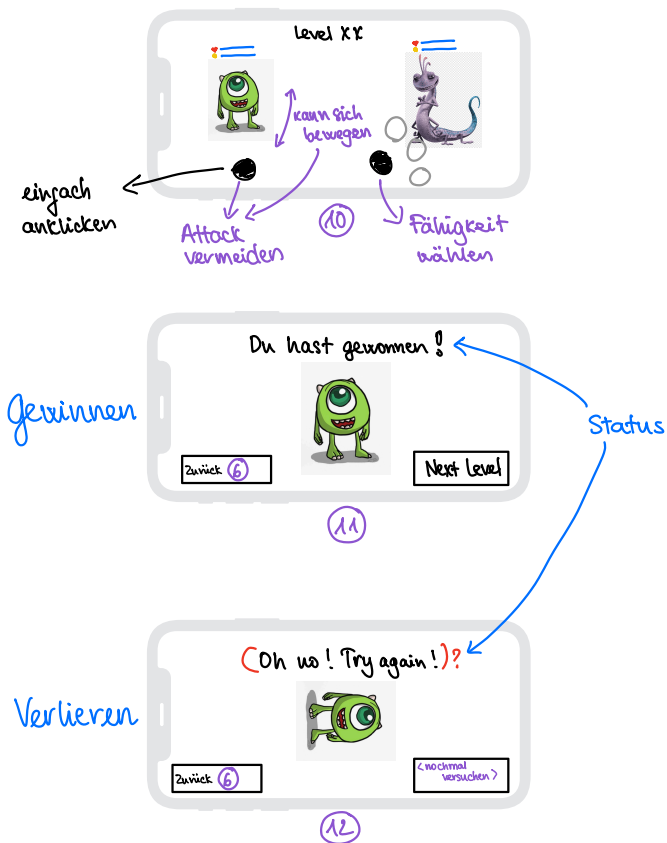 Level XX
kann sich
bewegen
einfach
anklicken
Attack
vermeiden
10
Fähigkeit
wählen
Du hast gewonnen!
Gewinnen
Status
Zurück 6
Next Level
11
(Oh no! Try again!)?
Verlieren
Zurück 6
<nochmal
versuchen>
12